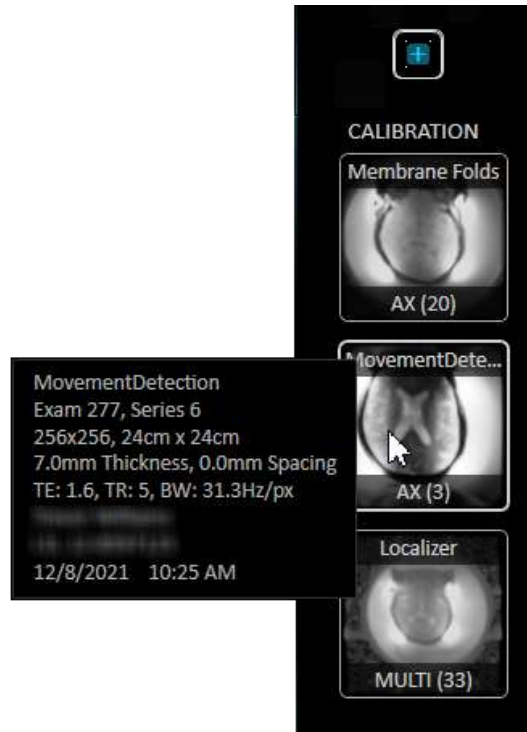 CALIBRATION
Membrane Folds
AX (20)
MovementDete...
AX (3)
MovementDetection
Exam 277, Series 6
256x256, 24cm x 24cm
7.0mm Thickness, 0.0mm Spacing
TE: 1.6, TR: 5, BW: 31.3Hz/px
12/8/2021 10:25 AM
Localizer
MULTI (33)